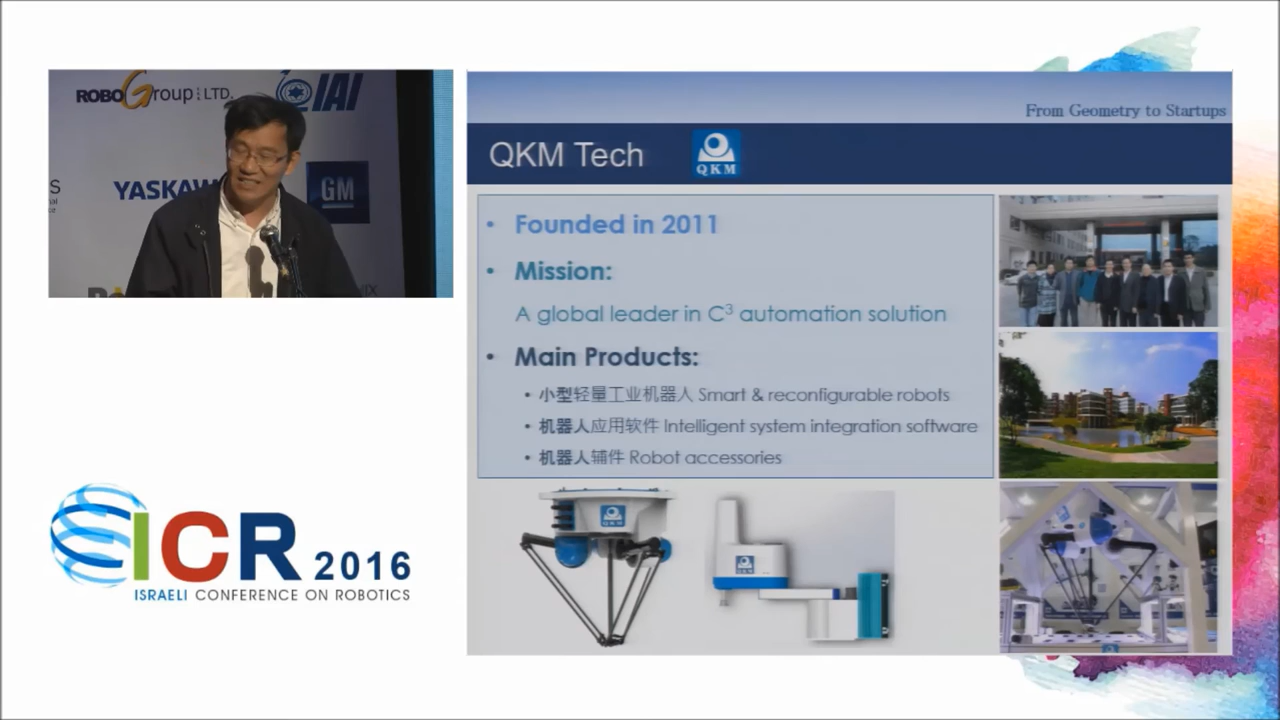 ROBOGroup LTD.
IAI
YASKAW
GM
From Geometry to Startups
QKM Tech
QKM
• Founded in 2011
• Mission:
A global leader in C³ automation solution
• Main Products:
• 小型轻量工业机器人 Smart & reconfigurable robots
• 机器人应用软件 Intelligent system integration software
• 机器人辅件 Robot accessories
QKM
ICR 2016
ISRAELI CONFERENCE ON ROBOTICS